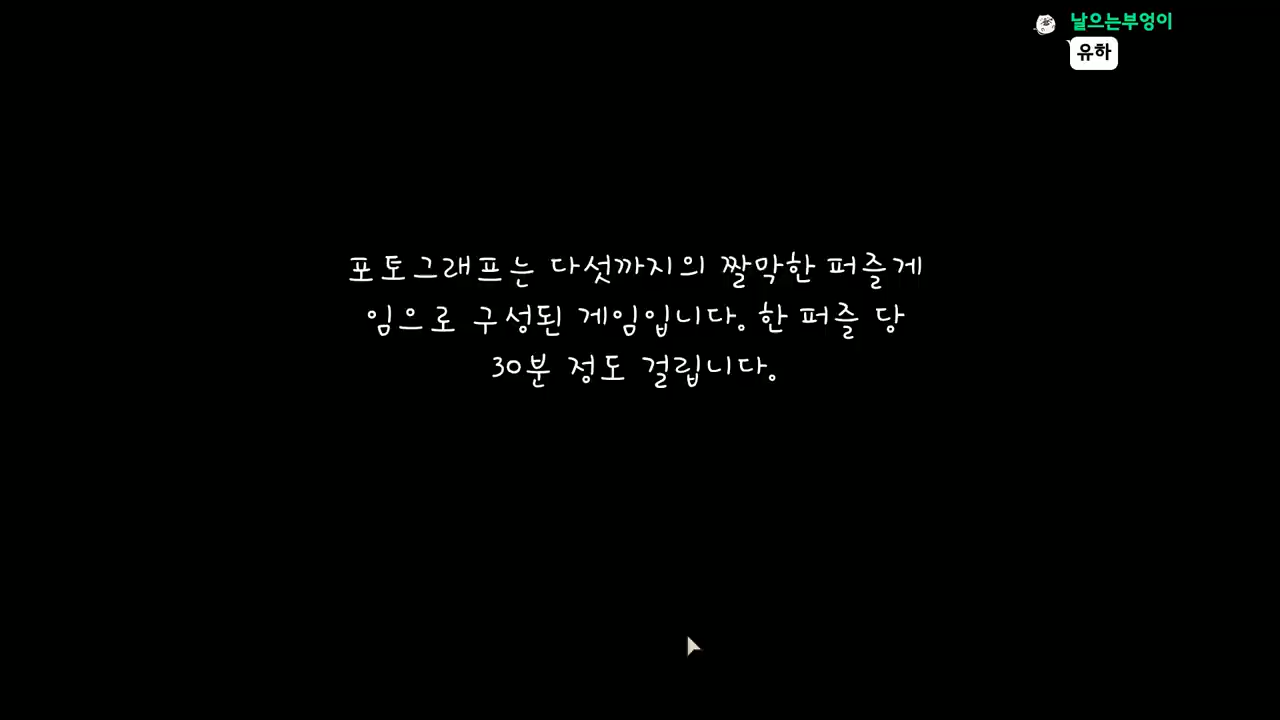 날으는부엉이
유하
포토그래프는 다섯까지의 짤막한 퍼즐게
임으로 구성된 게임입니다. 한 퍼즐 당
30분 정도 걸립니다.